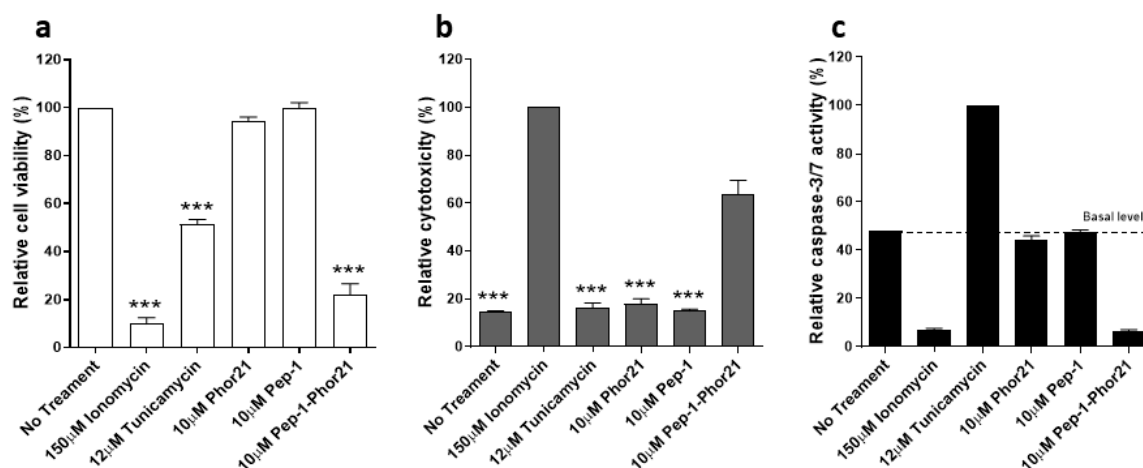 a
Relative cell viability (%)
120
100
80
60
40
20
0
***
***
***
No Treament
150μM Ionomycin
12μM Tunicamycin
10μM Phor21
10μM Pep-1
10μM Pep-1-Phor21
b
Relative cytotoxicity (%)
120
100
80
60
40
20
0
***
***
***
***
No Treament
150μM Ionomycin
12μM Tunicamycin
10μM Phor21
10μM Pep-1
10μM Pep-1-Phor21
c
Relative caspase-3/7 activity (%)
120
100
80
60
40
20
0
Basal level
No Treament
150μM Ionomycin
12μM Tunicamycin
10μM Phor21
10μM Pep-1
10μM Pep-1-Phor21